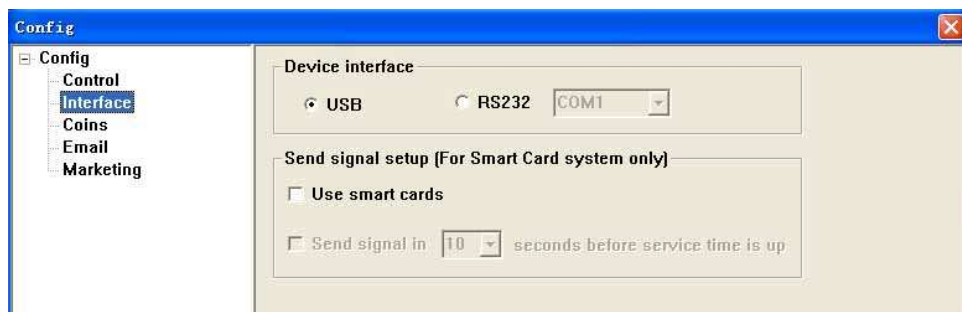 Config
Config
Control
Interface
Coins
Email
Marketing
Device interface
USB RS232 COM1
Send signal setup (For Smart Card system only)
Use smart cards
Send signal in 10 seconds before service time is up